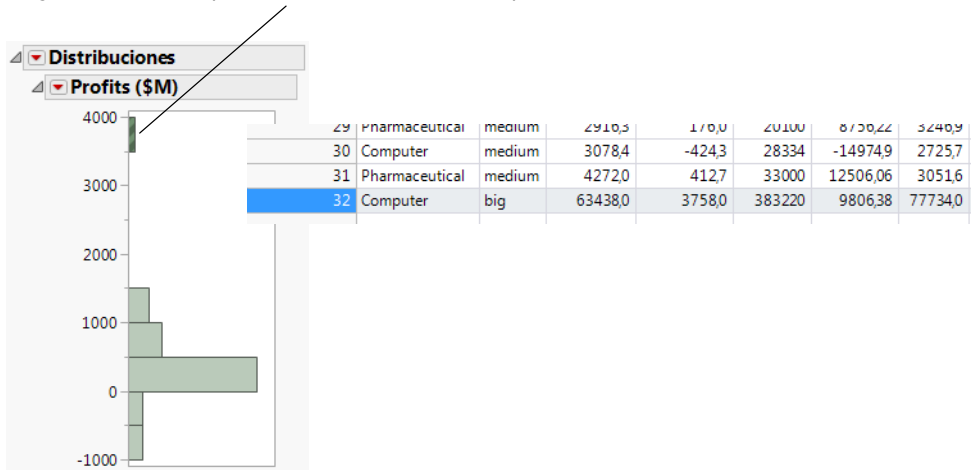 Distribuciones
Profits ($M)
4000
3000
2000
1000
0
-1000
29 Pharmaceutical medium 2916,3 176,0 20100 8756,22 3246,9
30 Computer medium 3078,4 -424,3 28334 -14974,9 2725,7
31 Pharmaceutical medium 4272,0 412,7 33000 12506,06 3051,6
32 Computer big 63438,0 3758,0 383220 9806,38 77734,0